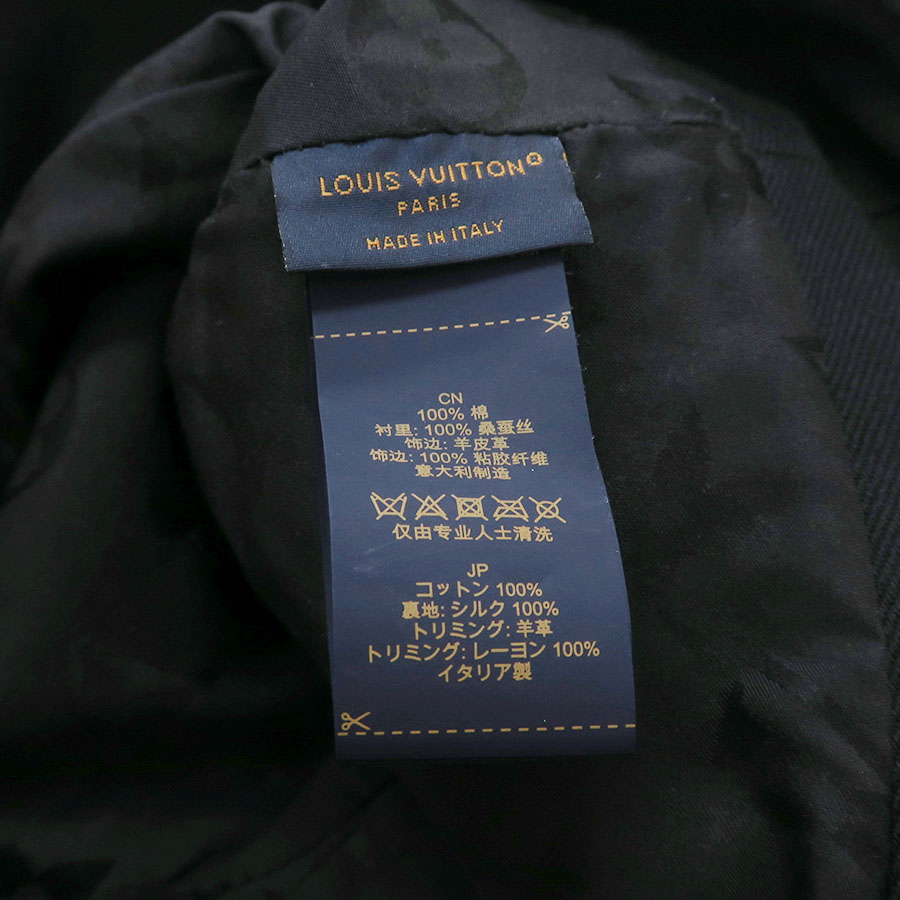 LOUIS VUITTON®
PARIS
MADE IN ITALY
CN
100% 棉
衬里: 100% 桑蚕丝
饰边: 羊皮革
饰边: 100% 粘胶纤维
意大利制造
仅由专业人士清洗
JP
コットン 100%
裏地: シルク 100%
トリミング: 羊革
トリミング: レーヨン 100%
イタリア製